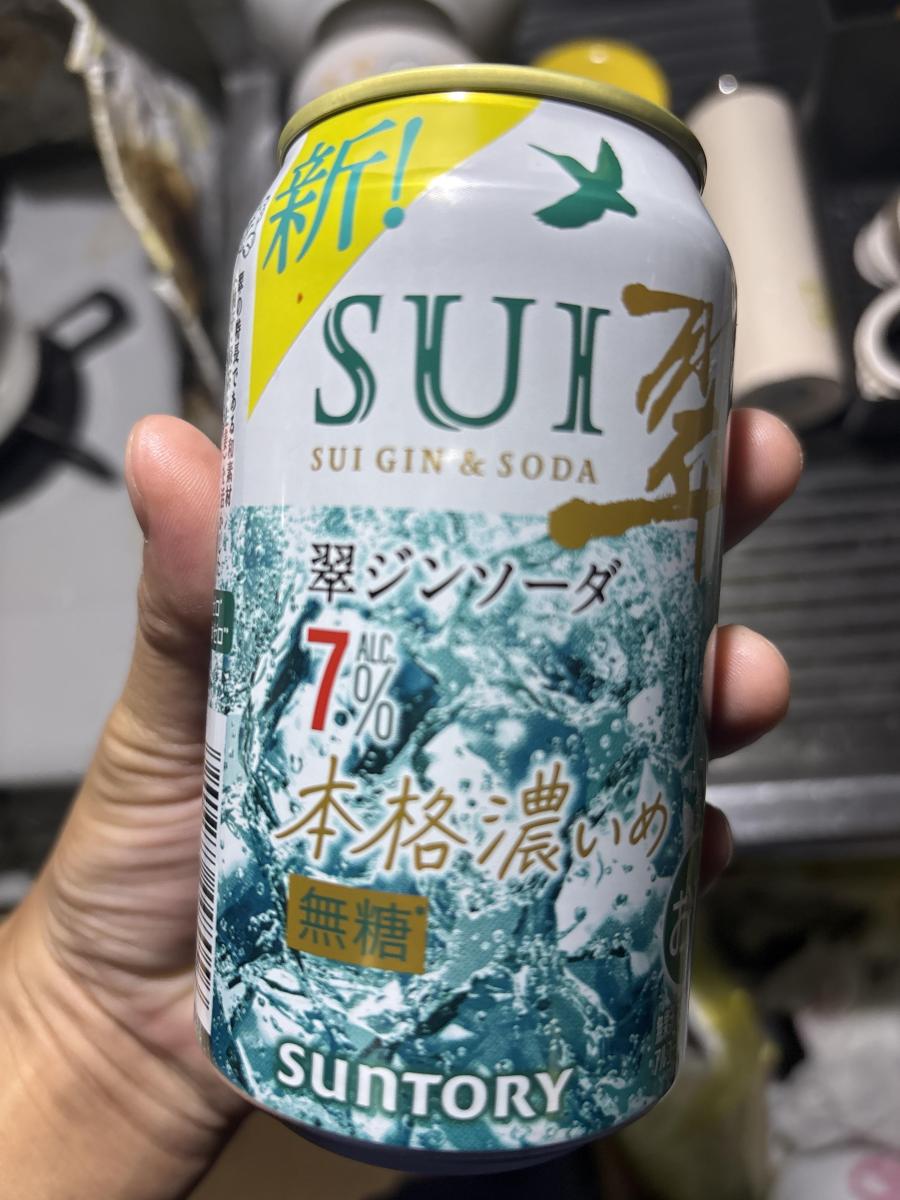 新!
SUI
翠
SUI GIN & SODA
翠ジンソーダ
ALC.
7%
本格濃いめ
無糖*
SUNTORY
お